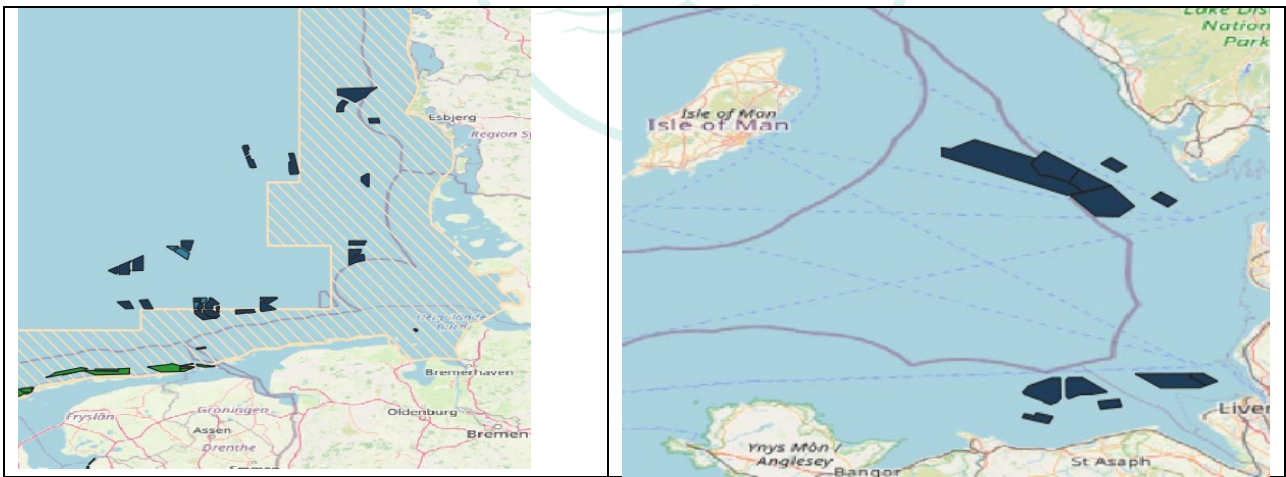 Esbjerg
Region S
Helgoländer
Bucht
Bremerhaven
Fryslân
Groningen
Oldenburg
Assen
Bremen
Drenthe
Emmen
Lake Dis
Nation
Park
Isle of Man
Isle of Man
Liver
Ynys Môn /
Anglesey
Bangor
St Asaph